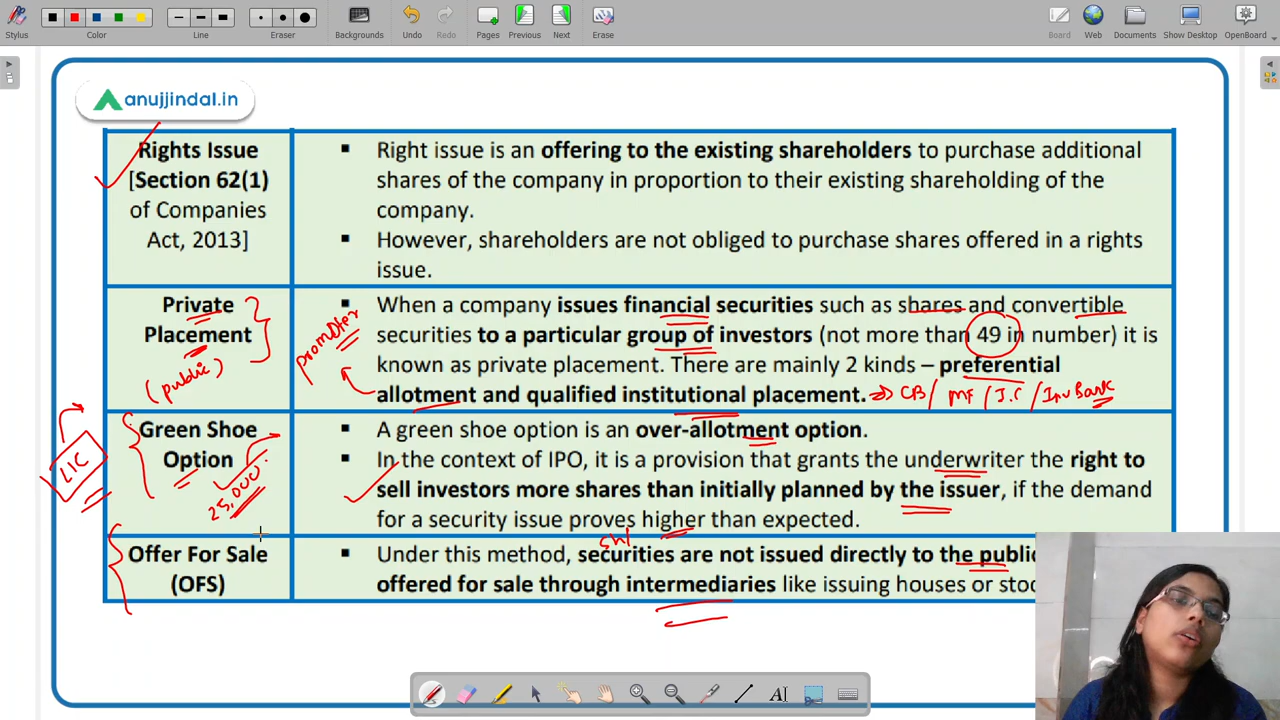 Stylus
Color
Line
Eraser
Backgrounds
Undo
Redo
Pages
Previous
Next
Erase
Board
Web
Documents
Show Desktop
OpenBoard
anujjindal.in
Rights Issue
[Section 62(1)
of Companies
Act, 2013]
▪ Right issue is an offering to the existing shareholders to purchase additional
shares of the company in proportion to their existing shareholding of the
company.
▪ However, shareholders are not obliged to purchase shares offered in a rights
issue.
Private
Placement
(public)
promoter
▪ When a company issues financial securities such as shares and convertible
securities to a particular group of investors (not more than 49 in number) it is
known as private placement. There are mainly 2 kinds – preferential
allotment and qualified institutional placement. → CB/ MF / I.C / Inv Bank
LIC
Green Shoe
Option
25,000
▪ A green shoe option is an over-allotment option.
▪ In the context of IPO, it is a provision that grants the underwriter the right to
sell investors more shares than initially planned by the issuer, if the demand
for a security issue proves higher than expected.
Offer For Sale
(OFS)
sh/
▪ Under this method, securities are not issued directly to the public
offered for sale through intermediaries like issuing houses or stoc